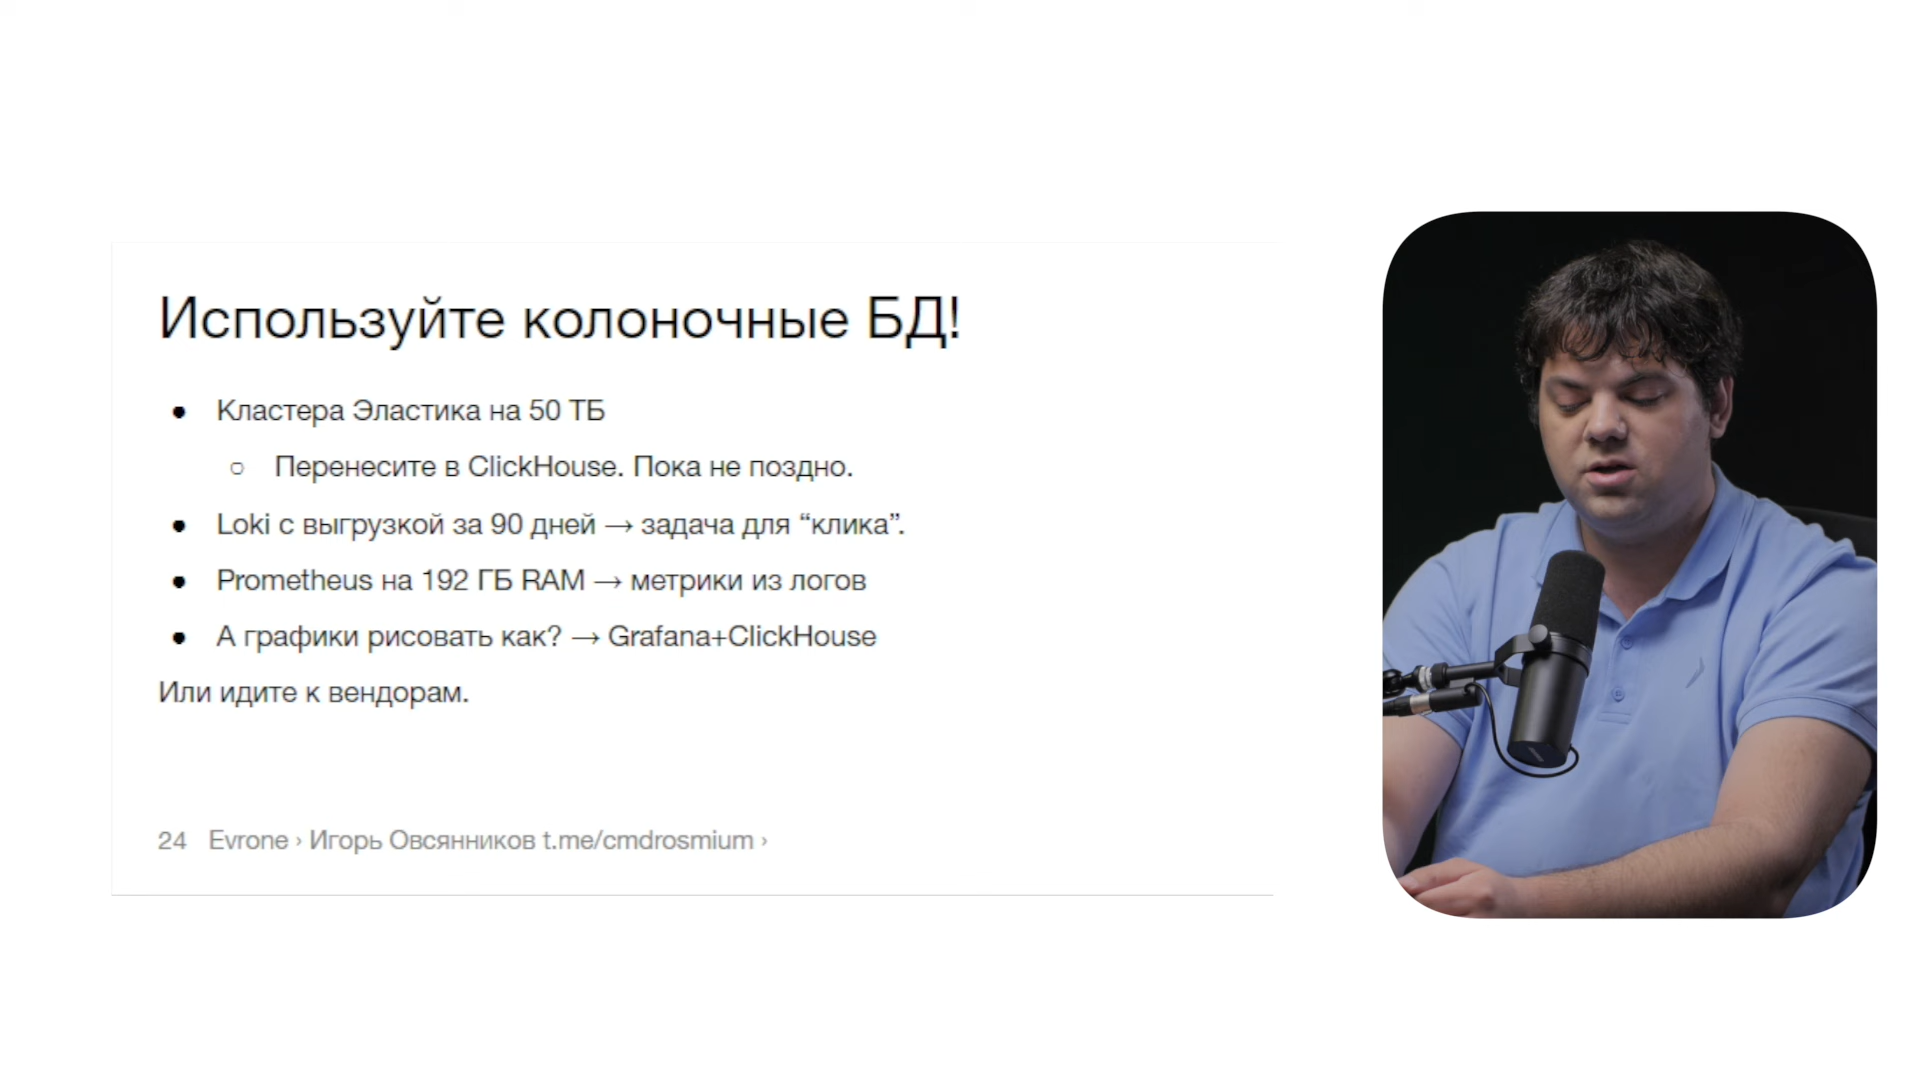 Используйте колоночные БД!
● Кластера Эластика на 50 ТБ
○ Перенесите в ClickHouse. Пока не поздно.
● Loki с выгрузкой за 90 дней → задача для “клика”.
● Prometheus на 192 ГБ RAM → метрики из логов
● А графики рисовать как? → Grafana+ClickHouse
Или идите к вендорам.
24 Evrone › Игорь Овсянников t.me/cmdrosmium ›